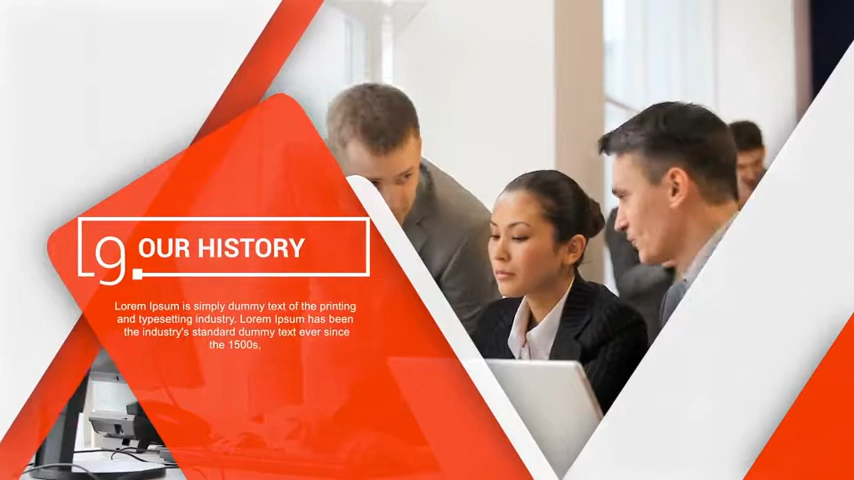 9. OUR HISTORY
Lorem Ipsum is simply dummy text of the printing
and typesetting industry. Lorem Ipsum has been
the industry's standard dummy text ever since
the 1500s,